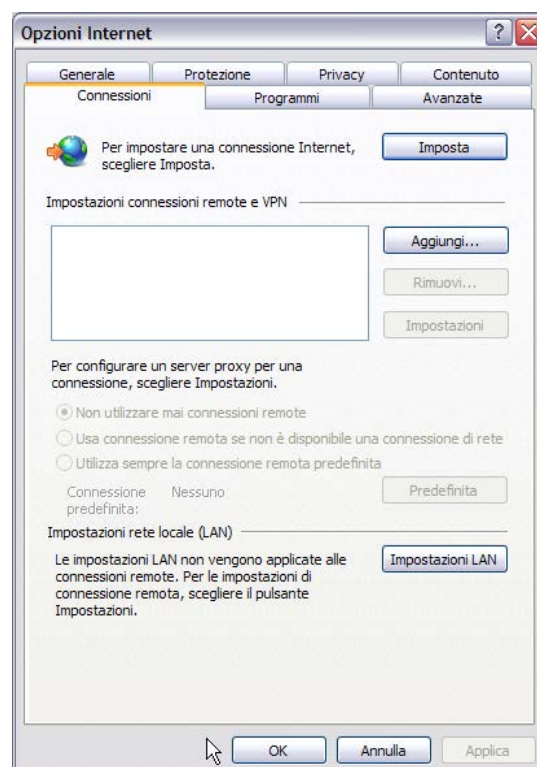 Opzioni Internet
?
Generale
Protezione
Privacy
Contenuto
Connessioni
Programmi
Avanzate
Per impostare una connessione Internet,
scegliere Imposta.
Imposta
Impostazioni connessioni remote e VPN
Aggiungi...
Rimuovi...
Impostazioni
Per configurare un server proxy per una
connessione, scegliere Impostazioni.
Non utilizzare mai connessioni remote
Usa connessione remota se non è disponibile una connessione di rete
Utilizza sempre la connessione remota predefinita
Connessione
predefinita:
Nessuno
Predefinita
Impostazioni rete locale (LAN)
Le impostazioni LAN non vengono applicate alle
connessioni remote. Per le impostazioni di
connessione remota, scegliere il pulsante
Impostazioni.
Impostazioni LAN
OK
Annulla
Applica